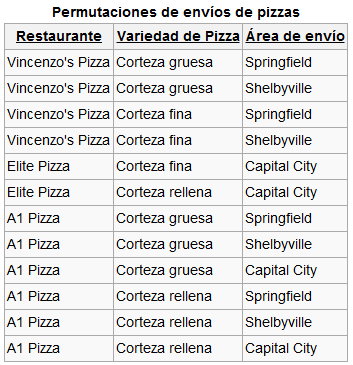 Permutaciones de envíos de pizzas
Restaurante Variedad de Pizza Área de envío
Vincenzo's Pizza Corteza gruesa Springfield
Vincenzo's Pizza Corteza gruesa Shelbyville
Vincenzo's Pizza Corteza fina Springfield
Vincenzo's Pizza Corteza fina Shelbyville
Elite Pizza Corteza fina Capital City
Elite Pizza Corteza rellena Capital City
A1 Pizza Corteza gruesa Springfield
A1 Pizza Corteza gruesa Shelbyville
A1 Pizza Corteza gruesa Capital City
A1 Pizza Corteza rellena Springfield
A1 Pizza Corteza rellena Shelbyville
A1 Pizza Corteza rellena Capital City